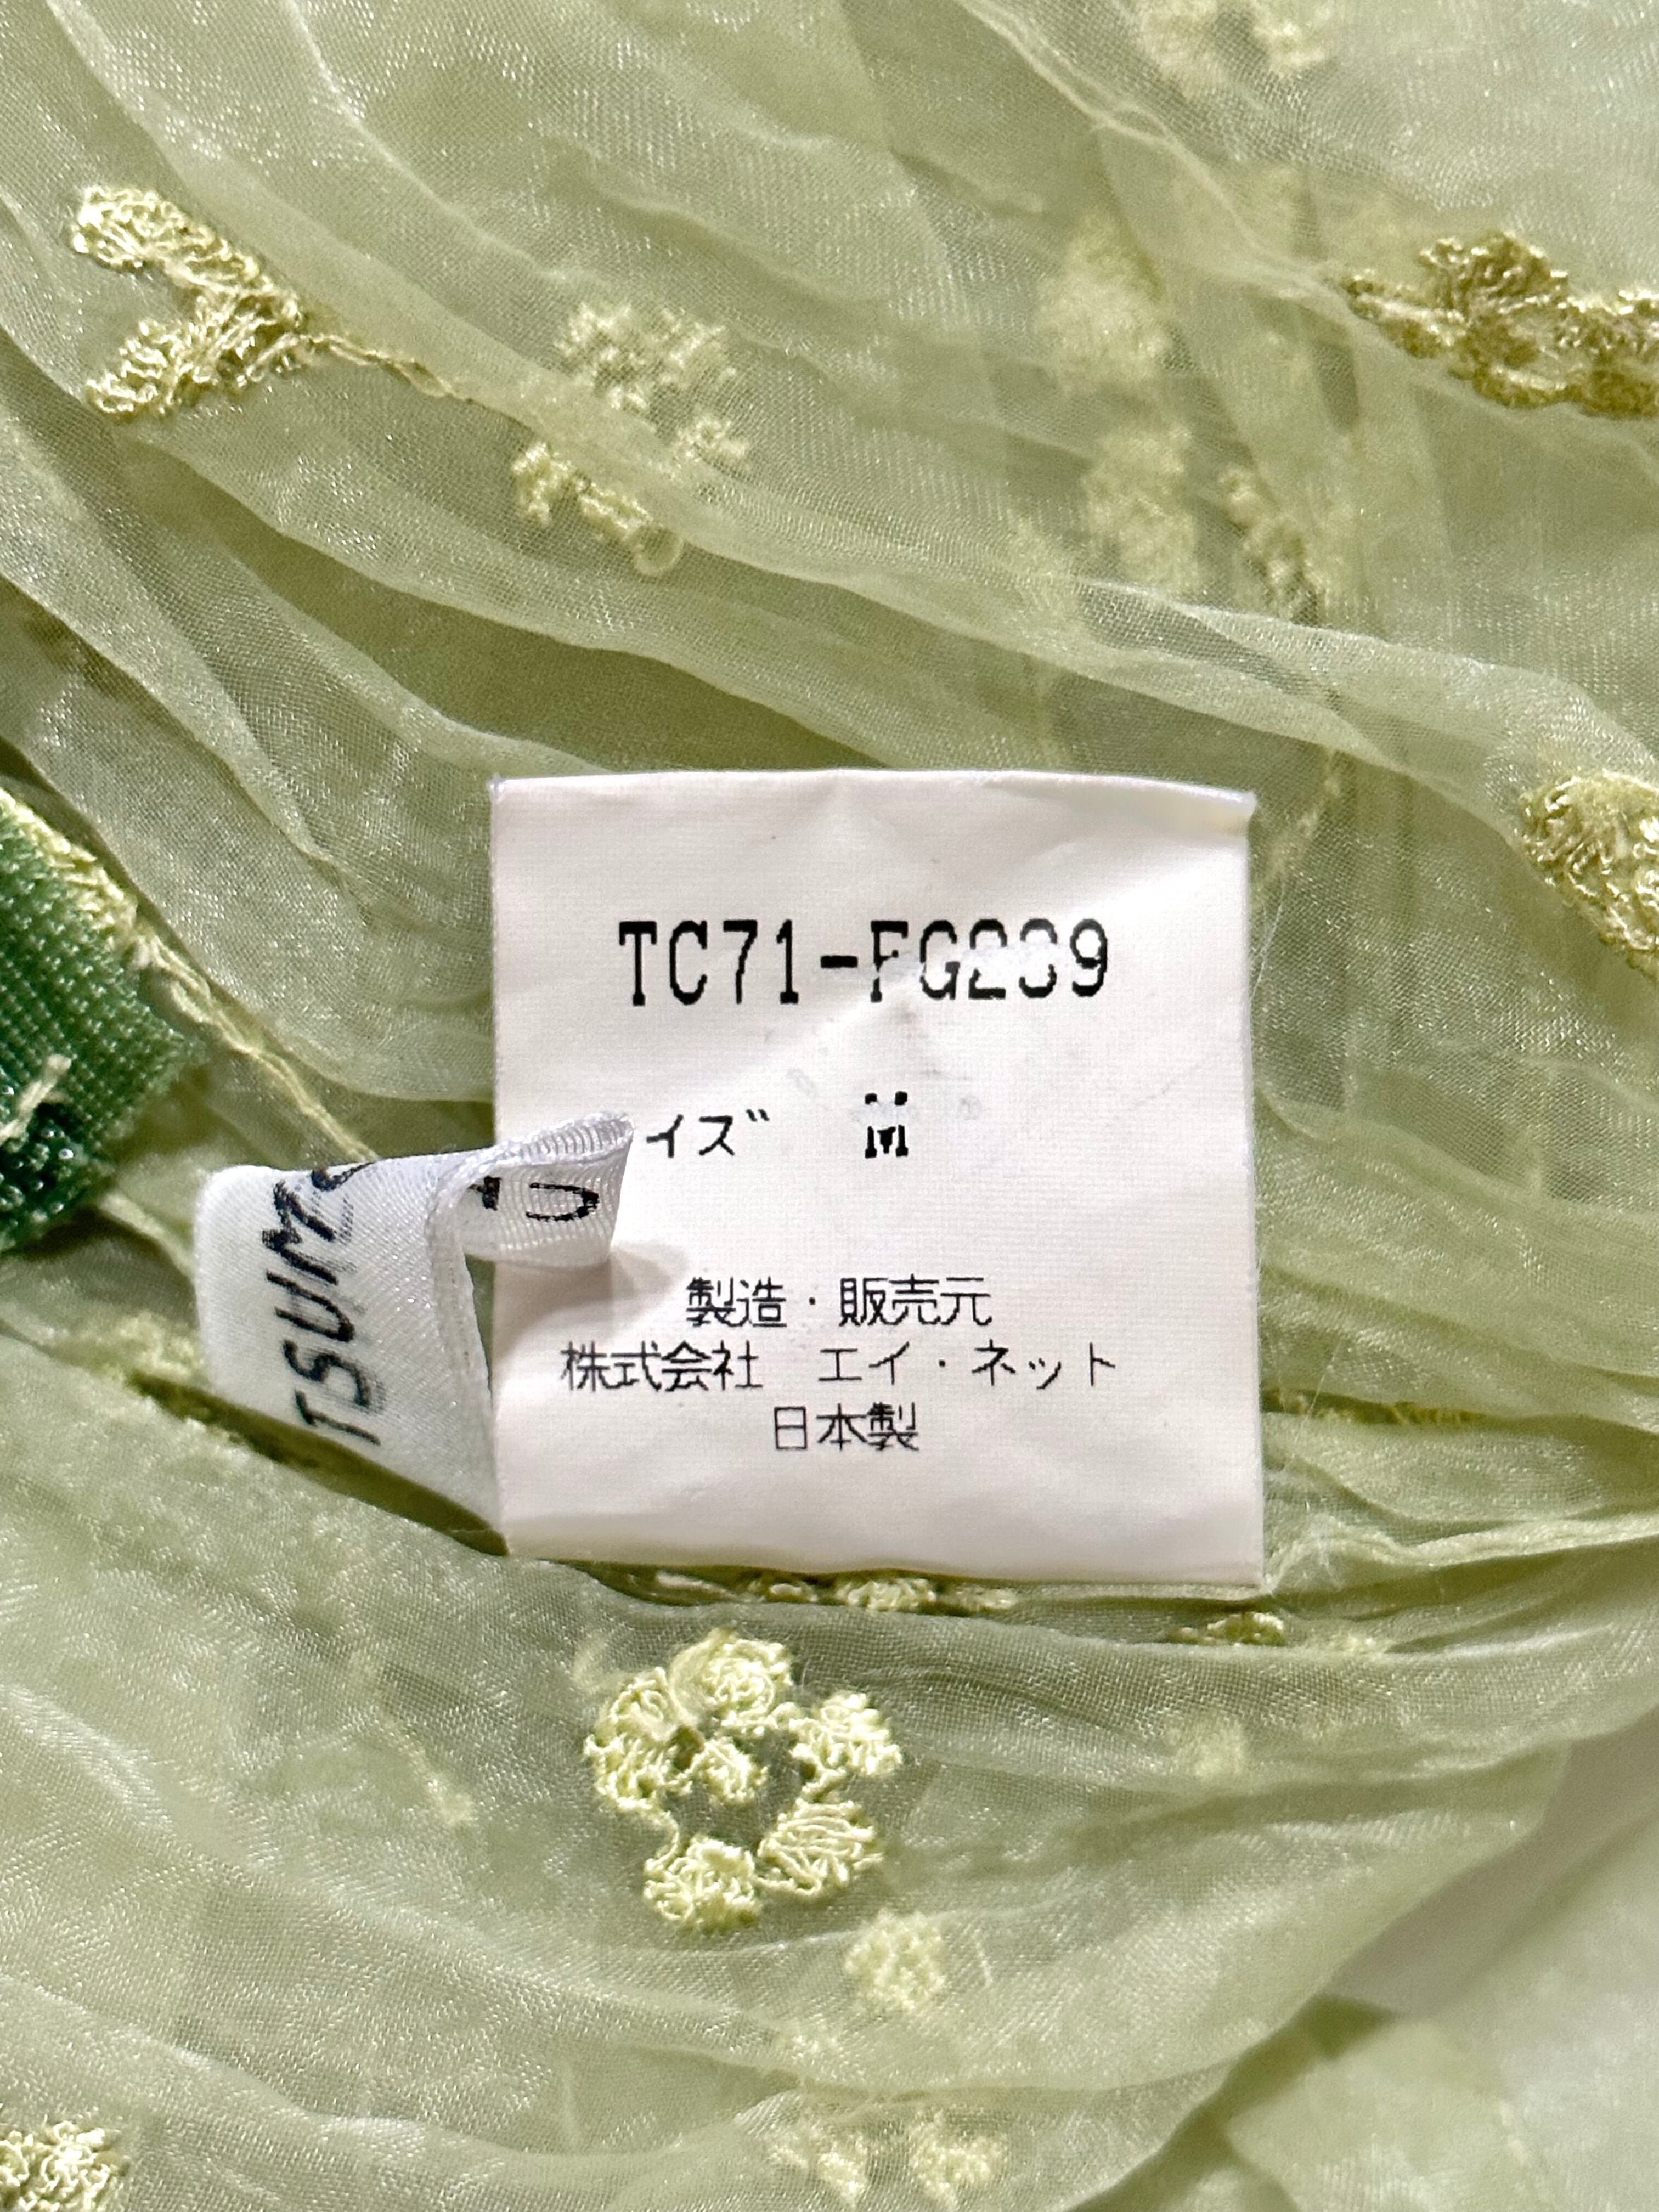 TC71-FG239
イズ M
TSUM
製造・販売元
株式会社 エイ・ネット
日本製